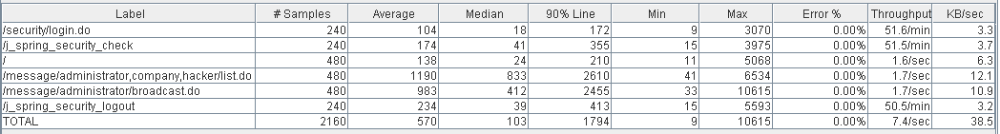 Label # Samples Average Median 90% Line Min Max Error % Throughput KB/sec
/security/login.do 240 104 18 172 9 3070 0.00% 51.6/min 3.3
/j_spring_security_check 240 174 41 355 15 3975 0.00% 51.5/min 3.7
/ 480 138 24 210 11 5068 0.00% 1.6/sec 6.3
/message/administrator,company,hacker/list.do 480 1190 833 2610 41 6534 0.00% 1.7/sec 12.1
/message/administrator/broadcast.do 480 983 412 2455 33 10615 0.00% 1.7/sec 10.9
/j_spring_security_logout 240 234 39 413 15 5593 0.00% 50.5/min 3.2
TOTAL 2160 570 103 1794 9 10615 0.00% 7.4/sec 38.5